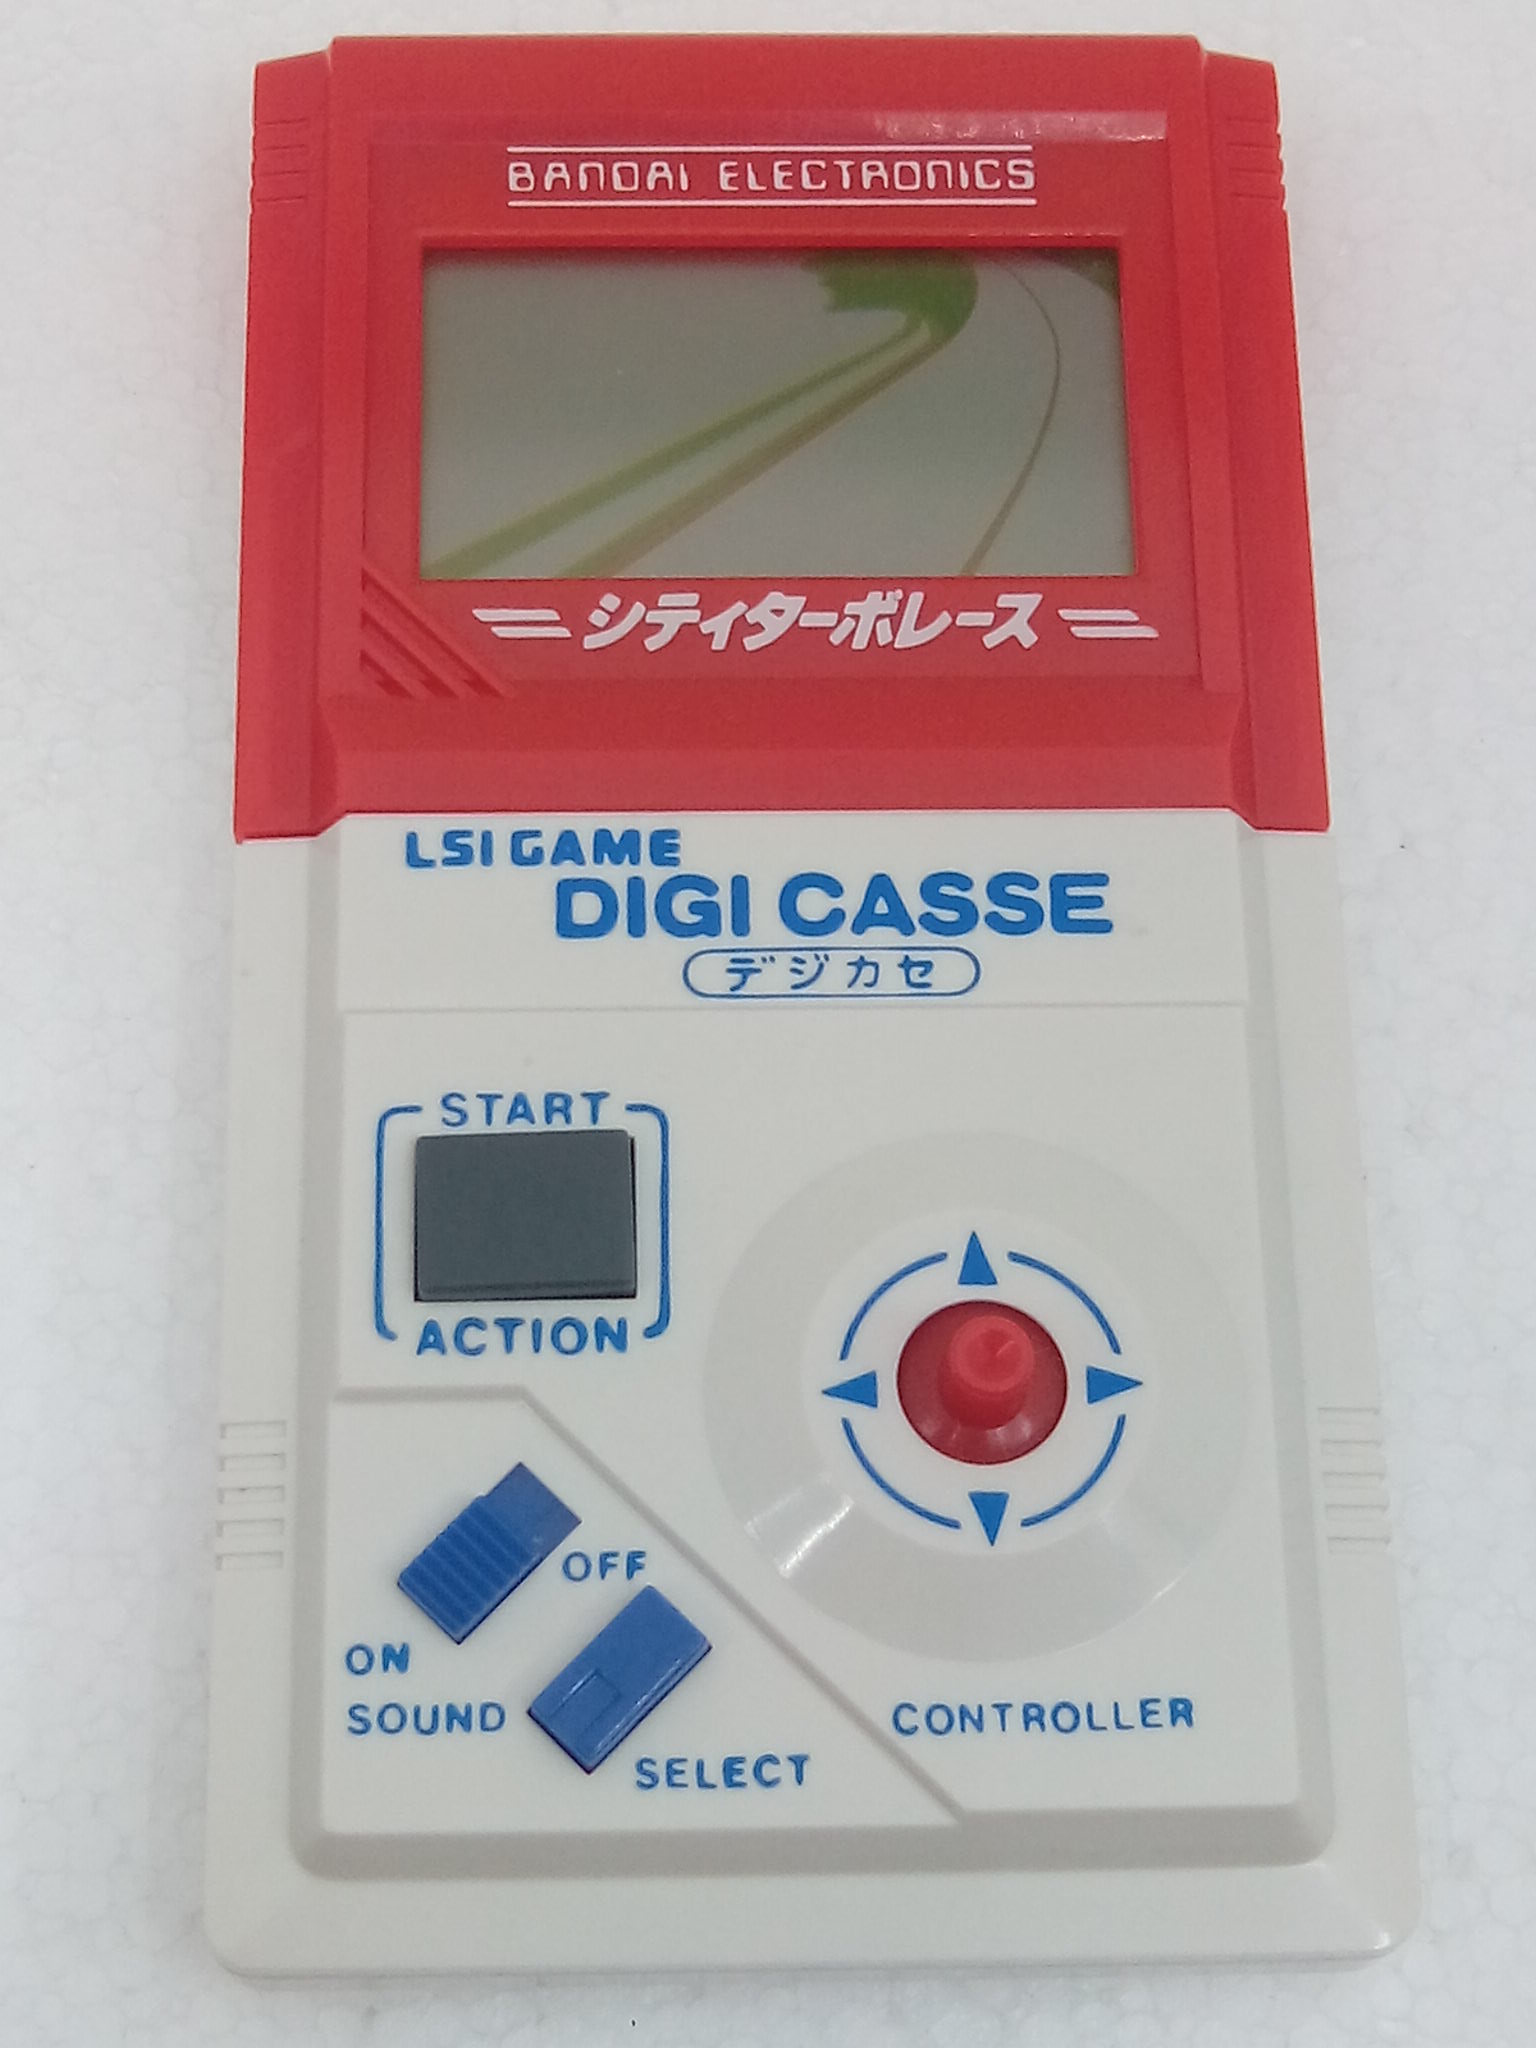 BANDAI ELECTRONICS
シティターボレース
LSI GAME
DIGI CASSE
デジカセ
START
ACTION
OFF
ON
SOUND
SELECT
CONTROLLER